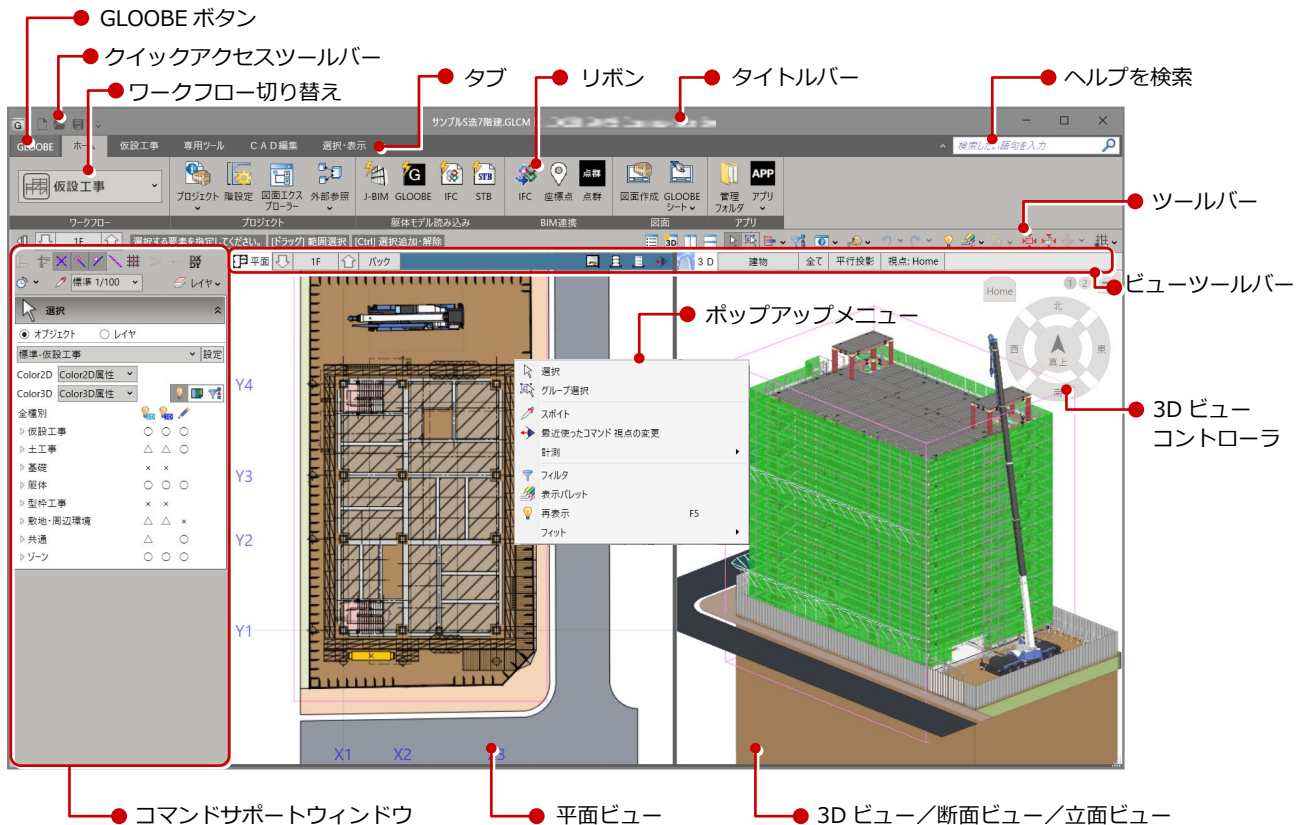 GLOOBE ボタン
クイックアクセスツールバー
ワークフロー切り替え
タブ
リボン
タイトルバー
ヘルプを検索
サンプルS造7階建.GLCM
GLOOBE ホーム 仮設工事 専用ツール CAD編集 選択・表示
検索したい語句を入力
仮設工事
プロジェクト 階設定 図面エクスプローラー 外部参照
J-BIM GLOOBE IFC STB
IFC 座標点 点群
図面作成 GLOOBEシート
管理フォルダ アプリ
ワークフロー プロジェクト 躯体モデル読み込み BIM連携 図面 アプリ
ツールバー
1F 選択する要素を指定してください。 [ドラッグ] 範囲選択 [Ctrl] 選択追加・解除
平面 1F バック
3D 建物 全て 平行投影 視点: Home
ビューツールバー
標準 1/100 レイヤ
選択
オブジェクト レイヤ
標準-仮設工事 設定
Color2D Color2D属性
Color3D Color3D属性
全種別
仮設工事 ○ ○ ○
土工事 △ △ ○
基礎 × ×
躯体 ○ ○ ○
型枠工事 × ×
敷地・周辺環境 △ △ ×
共通 △ ○
ゾーン ○ ○ ○
ポップアップメニュー
選択
グループ選択
スポイト
最近使ったコマンド 視点の変更
計測
フィルタ
表示パレット
再表示 F5
フィット
Y4
Y3
Y2
Y1
X1 X2 X3
Home
1 2
北
西 真上 東
南
3D ビュー
コントローラ
コマンドサポートウィンドウ
平面ビュー
3D ビュー／断面ビュー／立面ビュー